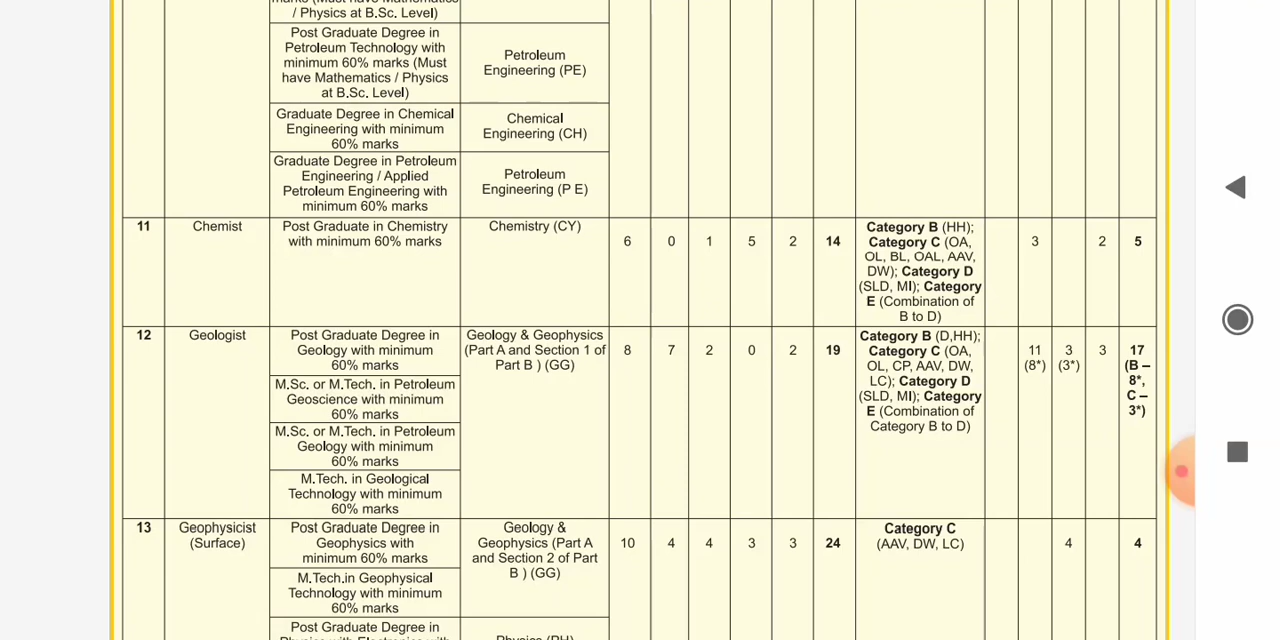 marks (Must have Mathematics
/ Physics at B.Sc. Level)
Post Graduate Degree in
Petroleum Technology with
minimum 60% marks (Must
have Mathematics / Physics
at B.Sc. Level)
Petroleum
Engineering (PE)
Graduate Degree in Chemical
Engineering with minimum
60% marks
Chemical
Engineering (CH)
Graduate Degree in Petroleum
Engineering / Applied
Petroleum Engineering with
minimum 60% marks
Petroleum
Engineering (P E)
11
Chemist
Post Graduate in Chemistry
with minimum 60% marks
Chemistry (CY)
6 0 1 5 2 14
Category B (HH);
Category C (OA,
OL, BL, OAL, AAV,
DW); Category D
(SLD, MI); Category
E (Combination of
B to D)
3 2 5
12
Geologist
Post Graduate Degree in
Geology with minimum
60% marks
M.Sc. or M.Tech. in Petroleum
Geoscience with minimum
60% marks
M.Sc. or M.Tech. in Petroleum
Geology with minimum
60% marks
M.Tech. in Geological
Technology with minimum
60% marks
Geology & Geophysics
(Part A and Section 1 of
Part B ) (GG)
8 7 2 0 2 19
Category B (D,HH);
Category C (OA,
OL, CP, AAV, DW,
LC); Category D
(SLD, MI); Category
E (Combination of
Category B to D)
11
(8*)
3
(3*)
3
17
(B –
8*,
C –
3*)
13
Geophysicist
(Surface)
Post Graduate Degree in
Geophysics with
minimum 60% marks
M.Tech.in Geophysical
Technology with minimum
60% marks
Geology &
Geophysics (Part A
and Section 2 of Part
B ) (GG)
10 4 4 3 3 24
Category C
(AAV, DW, LC)
4 4
Post Graduate Degree in
Physics with Electronics with
Physics (PH)